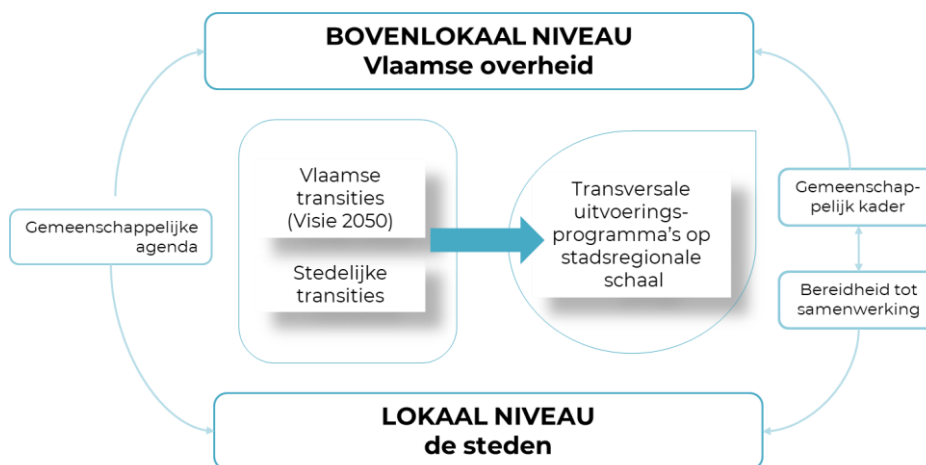 BOVENLOKAAL NIVEAU
Vlaamse overheid
Vlaamse
transities
(Visie 2050)
Stedelijke
transities
Transversale
uitvoerings-
programma's op
stadsregionale
schaal
Gemeenschappelijke
agenda
Gemeenschap-
pelijk kader
Bereidheid tot
samenwerking
LOKAAL NIVEAU
de steden